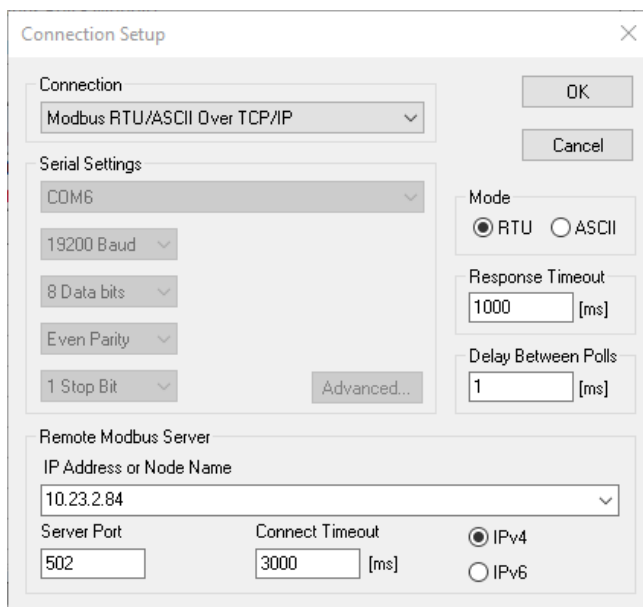 Connection Setup
Connection
Modbus RTU/ASCII Over TCP/IP
OK
Cancel
Serial Settings
COM6
19200 Baud
8 Data bits
Even Parity
1 Stop Bit
Advanced...
Mode
RTU ASCII
Response Timeout
1000 [ms]
Delay Between Polls
1 [ms]
Remote Modbus Server
IP Address or Node Name
10.23.2.84
Server Port Connect Timeout
502 3000 [ms]
IPv4
IPv6